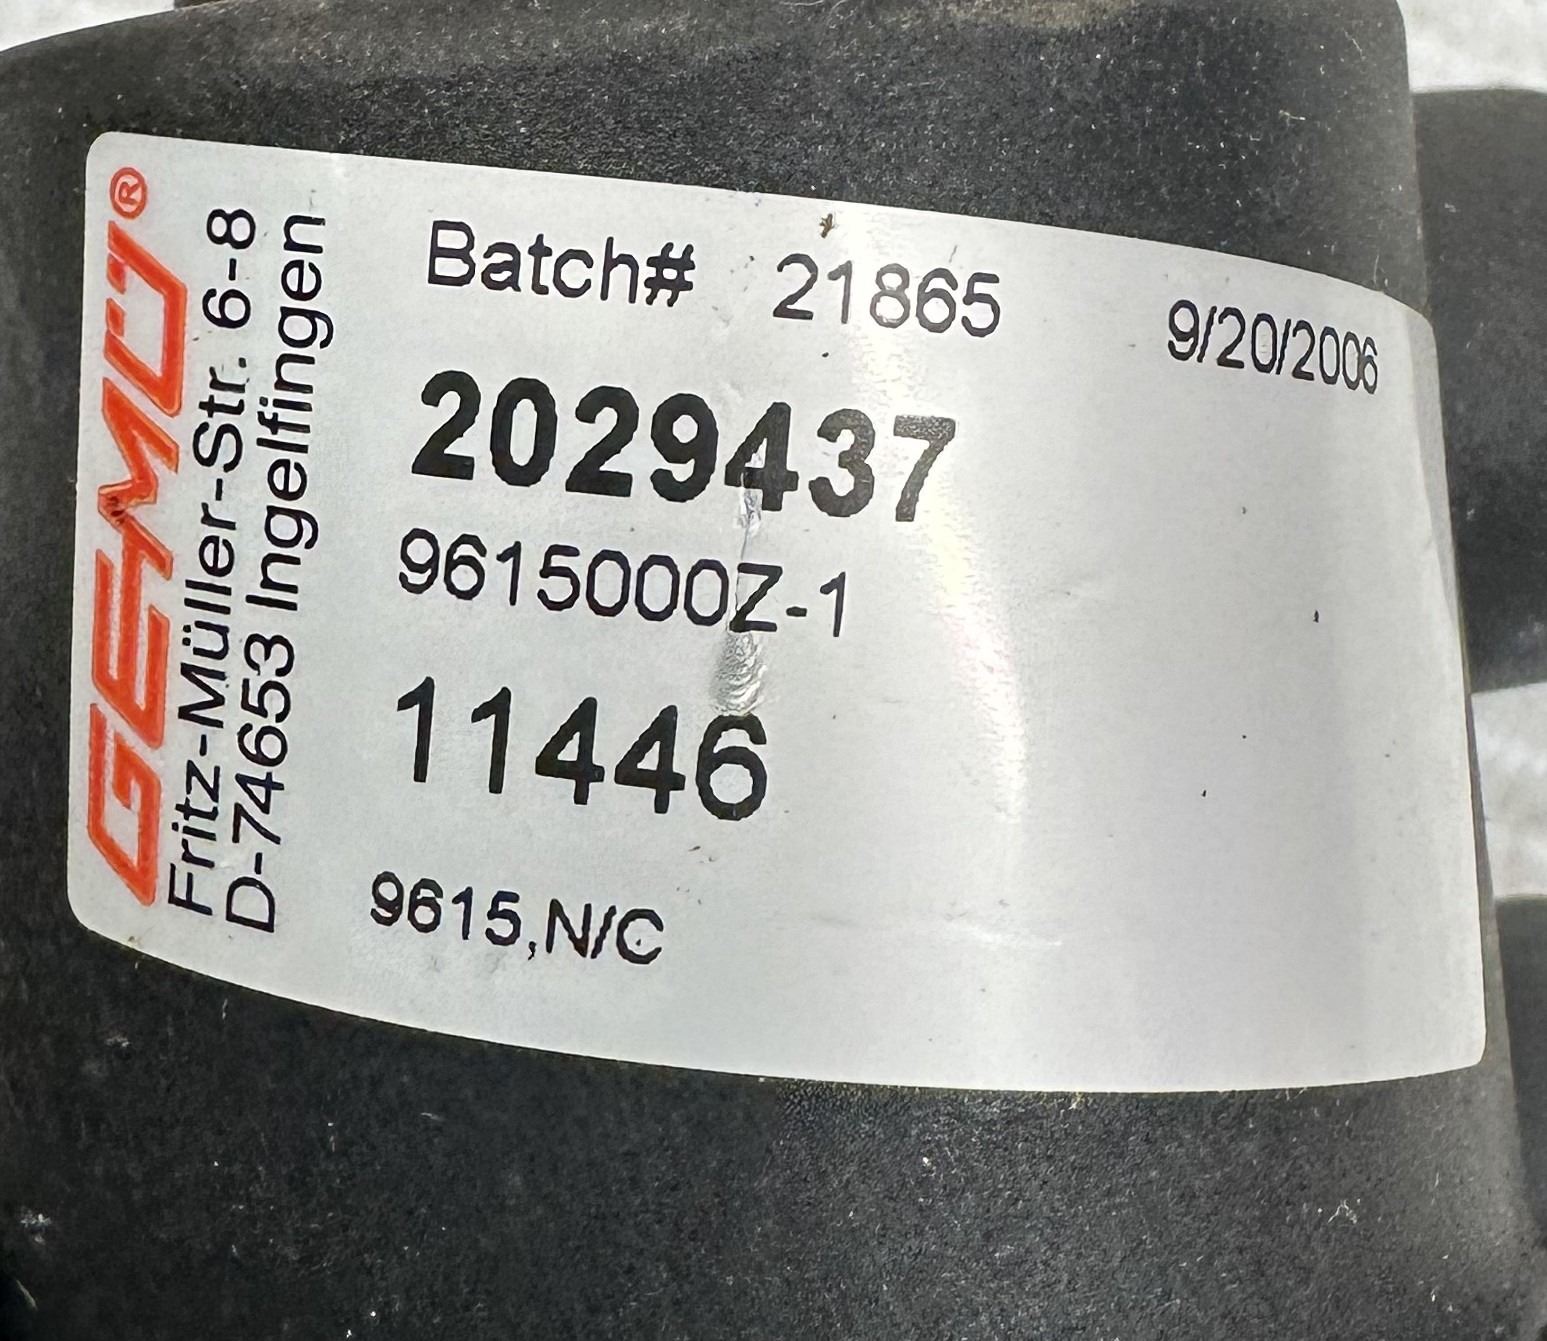 GEMÜ®
Fritz-Müller-Str. 6-8
D-74653 Ingelfingen
Batch# 21865 9/20/2006
2029437
9615000Z-1
11446
9615,N/C